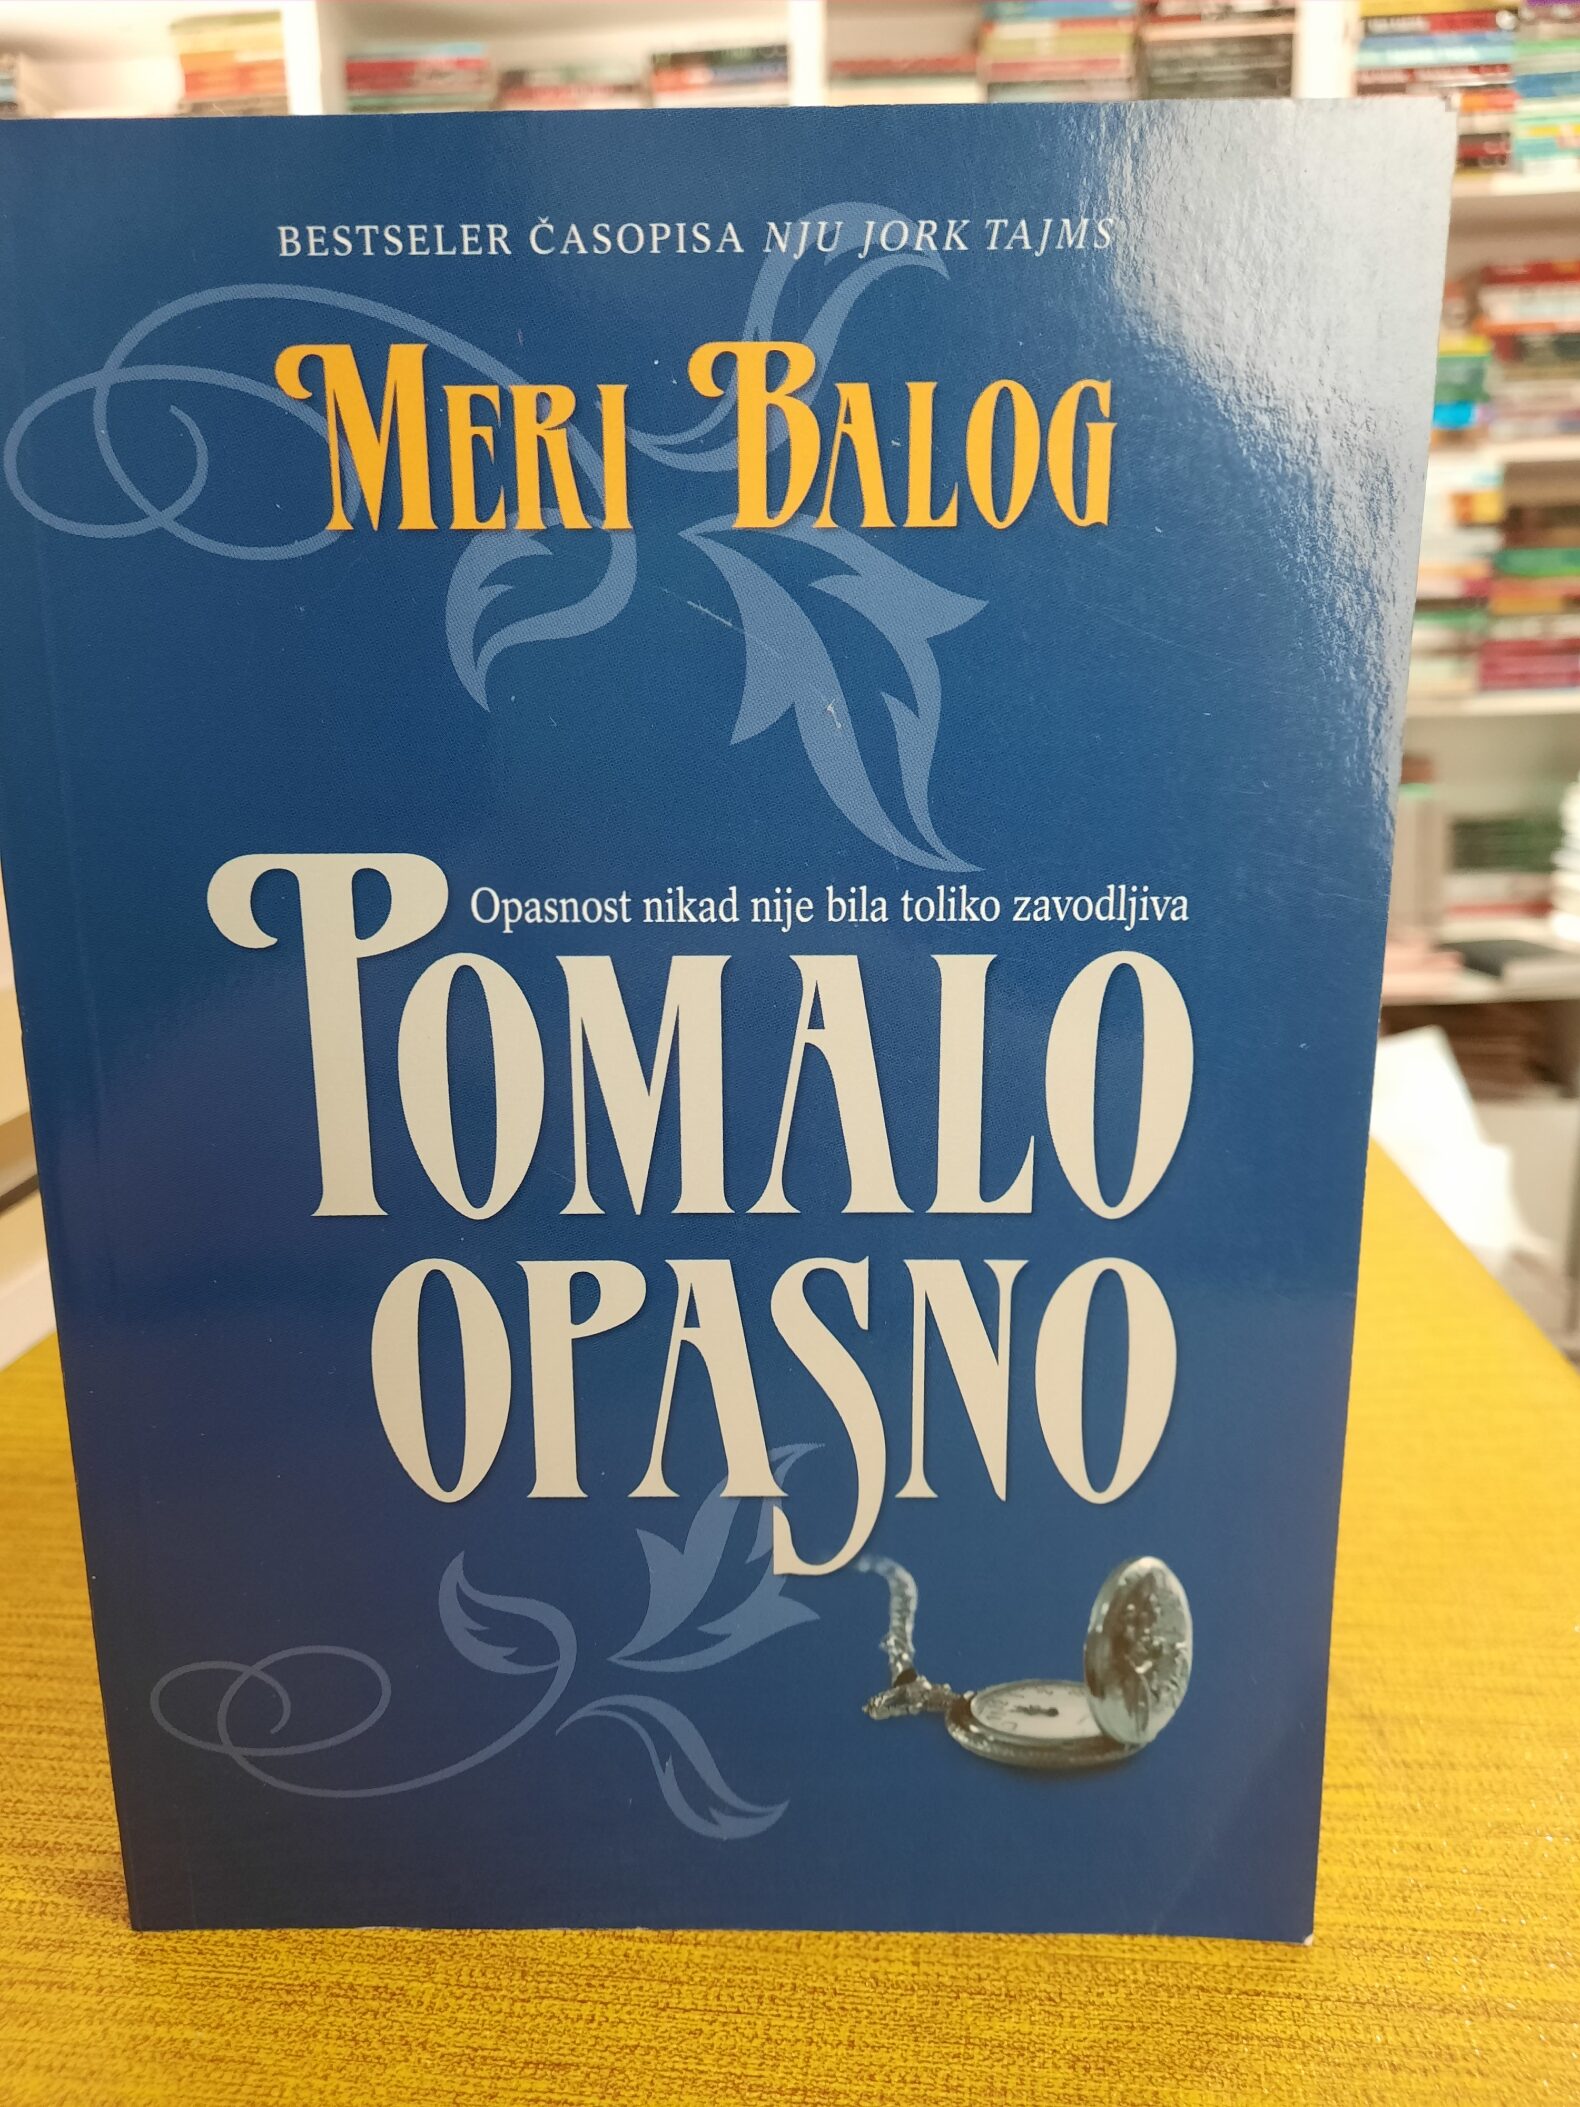 BESTSELER ČASOPISA NJU JORK TAJMS
MERI BALOG
Opasnost nikad nije bila toliko zavodljiva
POMALO
OPASNO